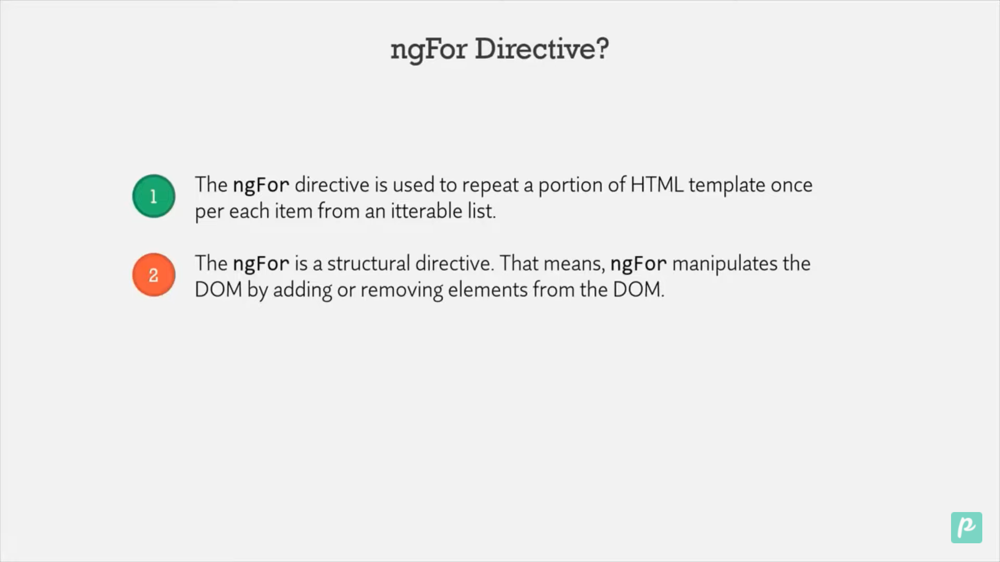 ngFor Directive?
1
The ngFor directive is used to repeat a portion of HTML template once
per each item from an itterable list.
2
The ngFor is a structural directive. That means, ngFor manipulates the
DOM by adding or removing elements from the DOM.
p